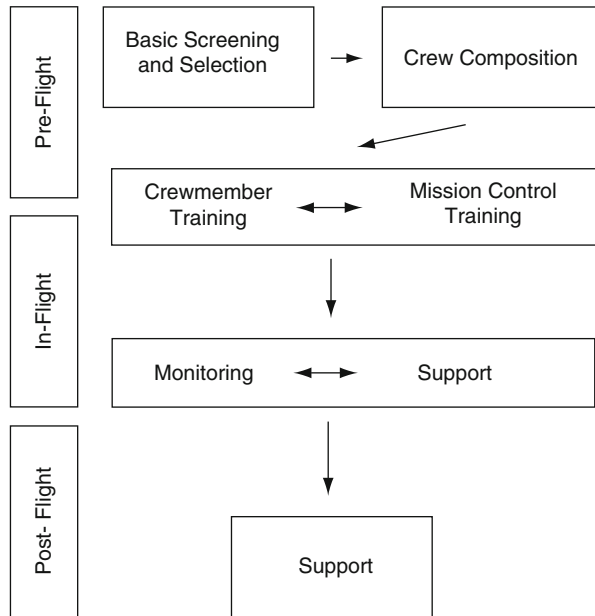 Pre-Flight
Basic Screening
and Selection
Crew Composition
Crewmember
Training
Mission Control
Training
In-Flight
Monitoring
Support
Post- Flight
Support